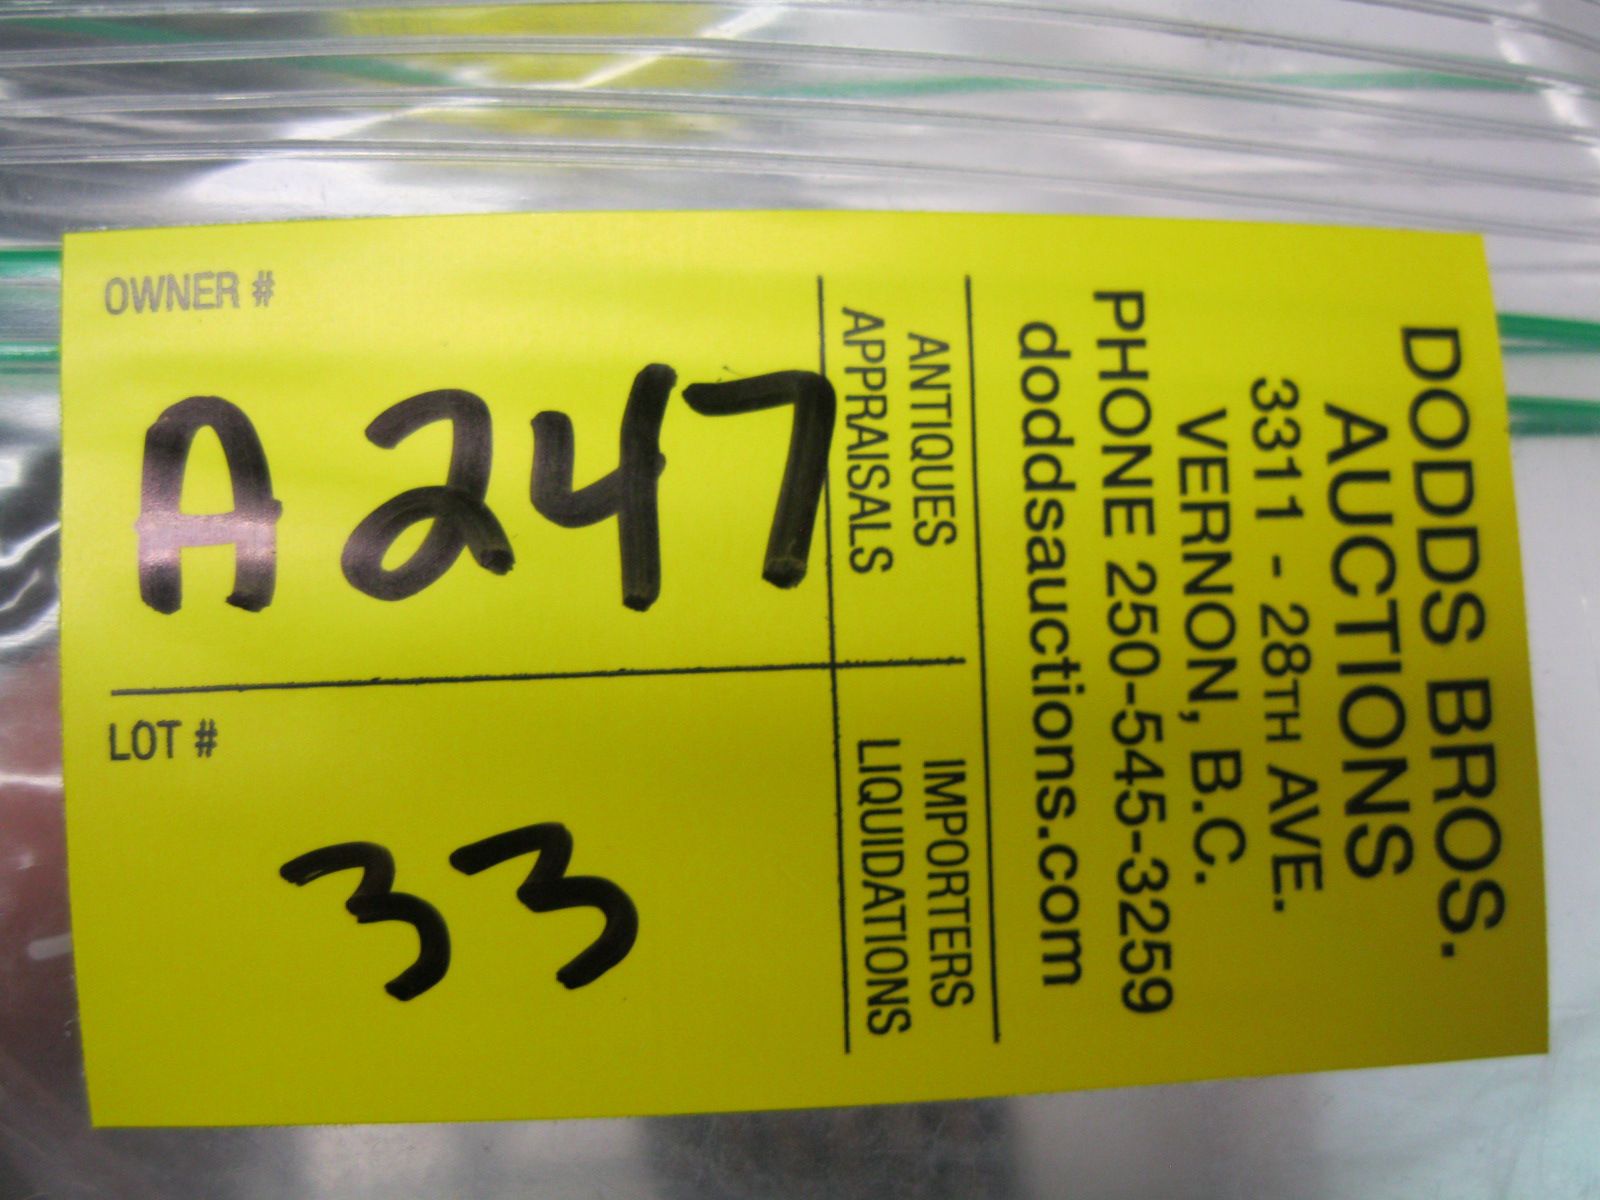 DODDS BROS.
AUCTIONS
3311 - 28TH AVE.
VERNON, B.C.
PHONE 250-545-3259
doddsauctions.com
ANTIQUES
APPRAISALS
IMPORTERS
LIQUIDATIONS
OWNER #
A247
LOT #
33